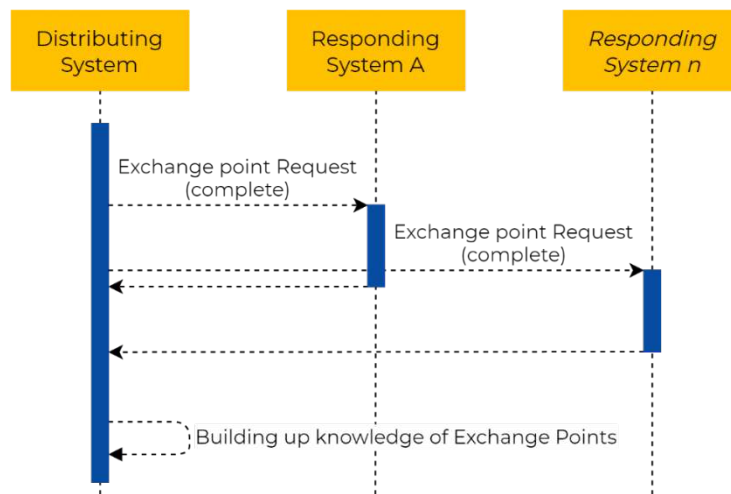 Distributing
System
Responding
System A
Responding
System n
Exchange point Request
(complete)
Exchange point Request
(complete)
Building up knowledge of Exchange Points